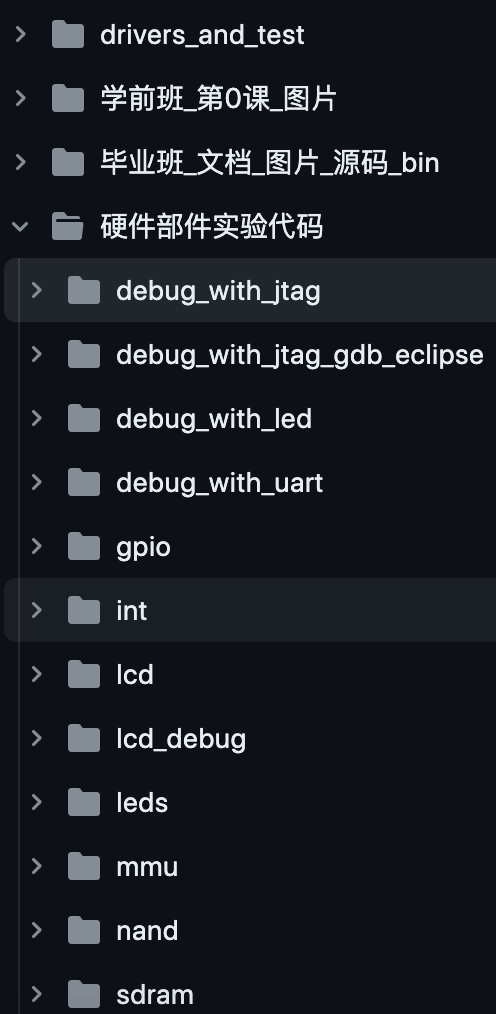 drivers_and_test
学前班_第0课_图片
毕业班_文档_图片_源码_bin
硬件部件实验代码
debug_with_jtag
debug_with_jtag_gdb_eclipse
debug_with_led
debug_with_uart
gpio
int
lcd
lcd_debug
leds
mmu
nand
sdram